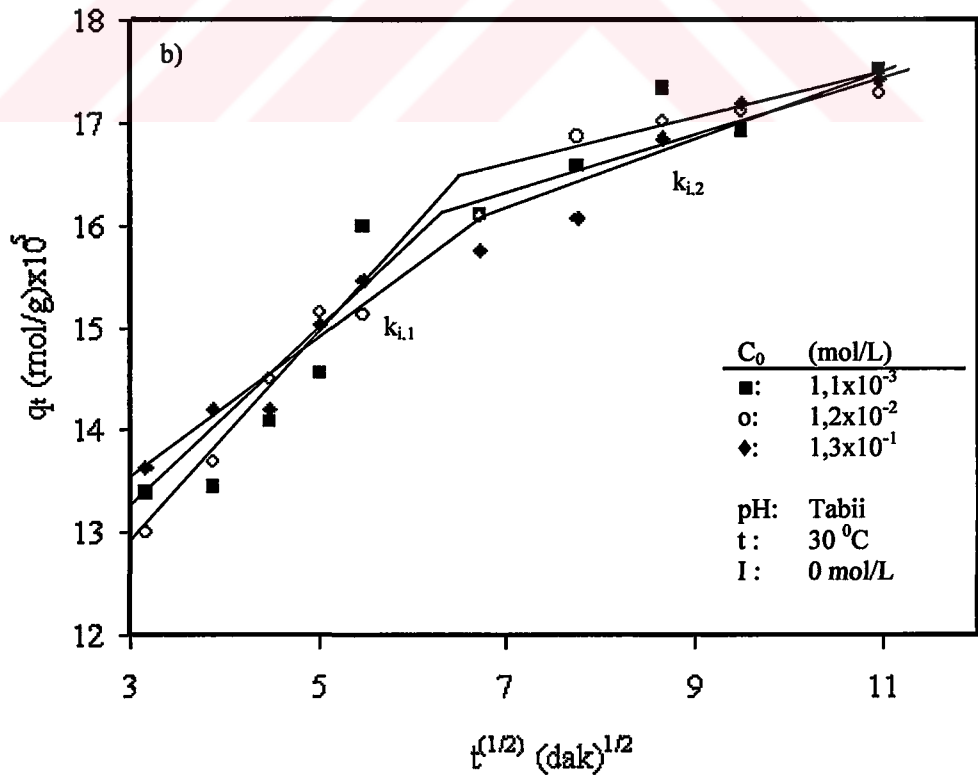 b)
18
17
16
15
14
13
12
qt (mol/g)x10^5
k_i,2
k_i,1
C₀ (mol/L)
■: 1,1x10⁻³
o: 1,2x10⁻²
♦: 1,3x10⁻¹
pH: Tabii
t : 30 ⁰C
I : 0 mol/L
3 5 7 9 11
t^(1/2) (dak)^1/2